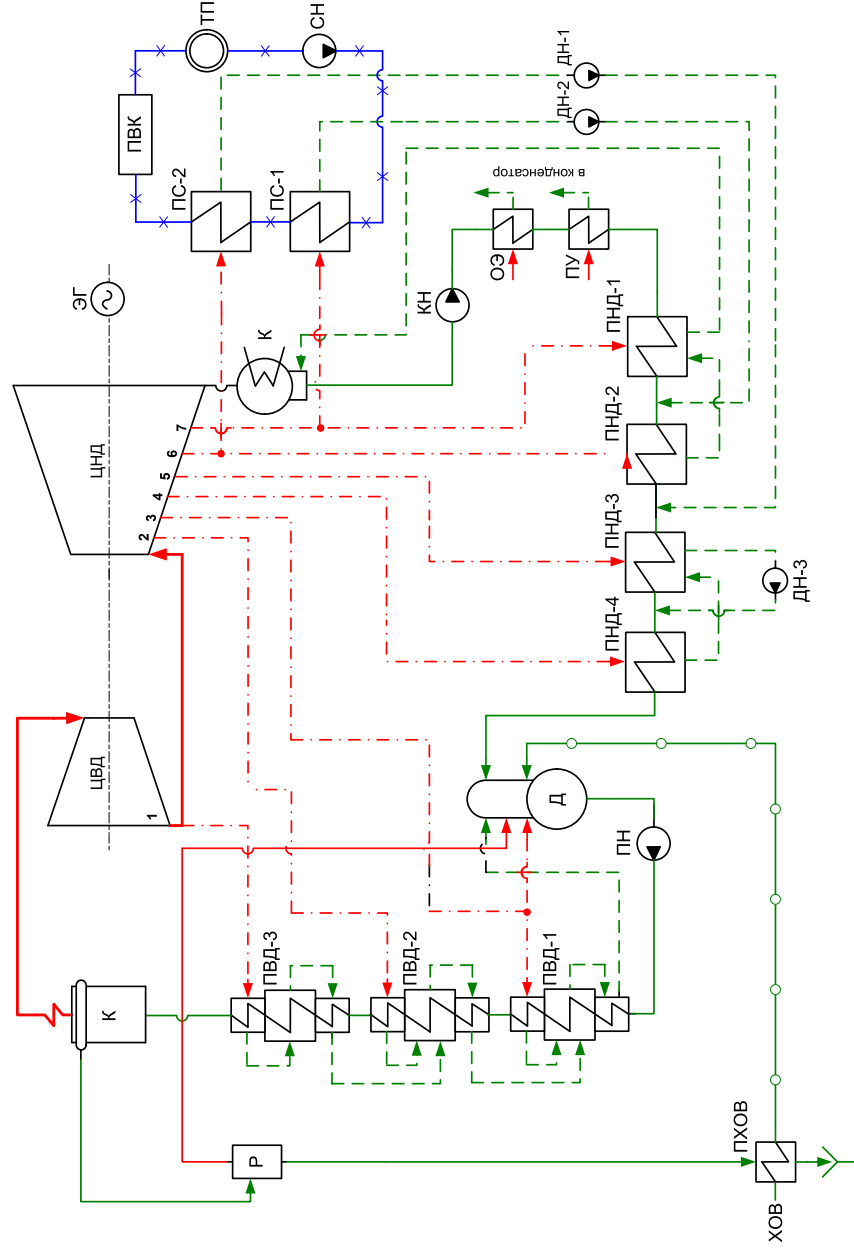 ТП
СН
ПВК
ПС-2
ПС-1
ДН-1
ДН-2
в конденсатор
ЭГ
ОЭ
ПУ
КН
К
ПНД-1
ЦНД
7
6
5
4
3
2
ПНД-2
ПНД-3
ПНД-4
ДН-3
ЦВД
1
Д
ПН
К
ПВД-3
ПВД-2
ПВД-1
Р
ПХОВ
ХОВ